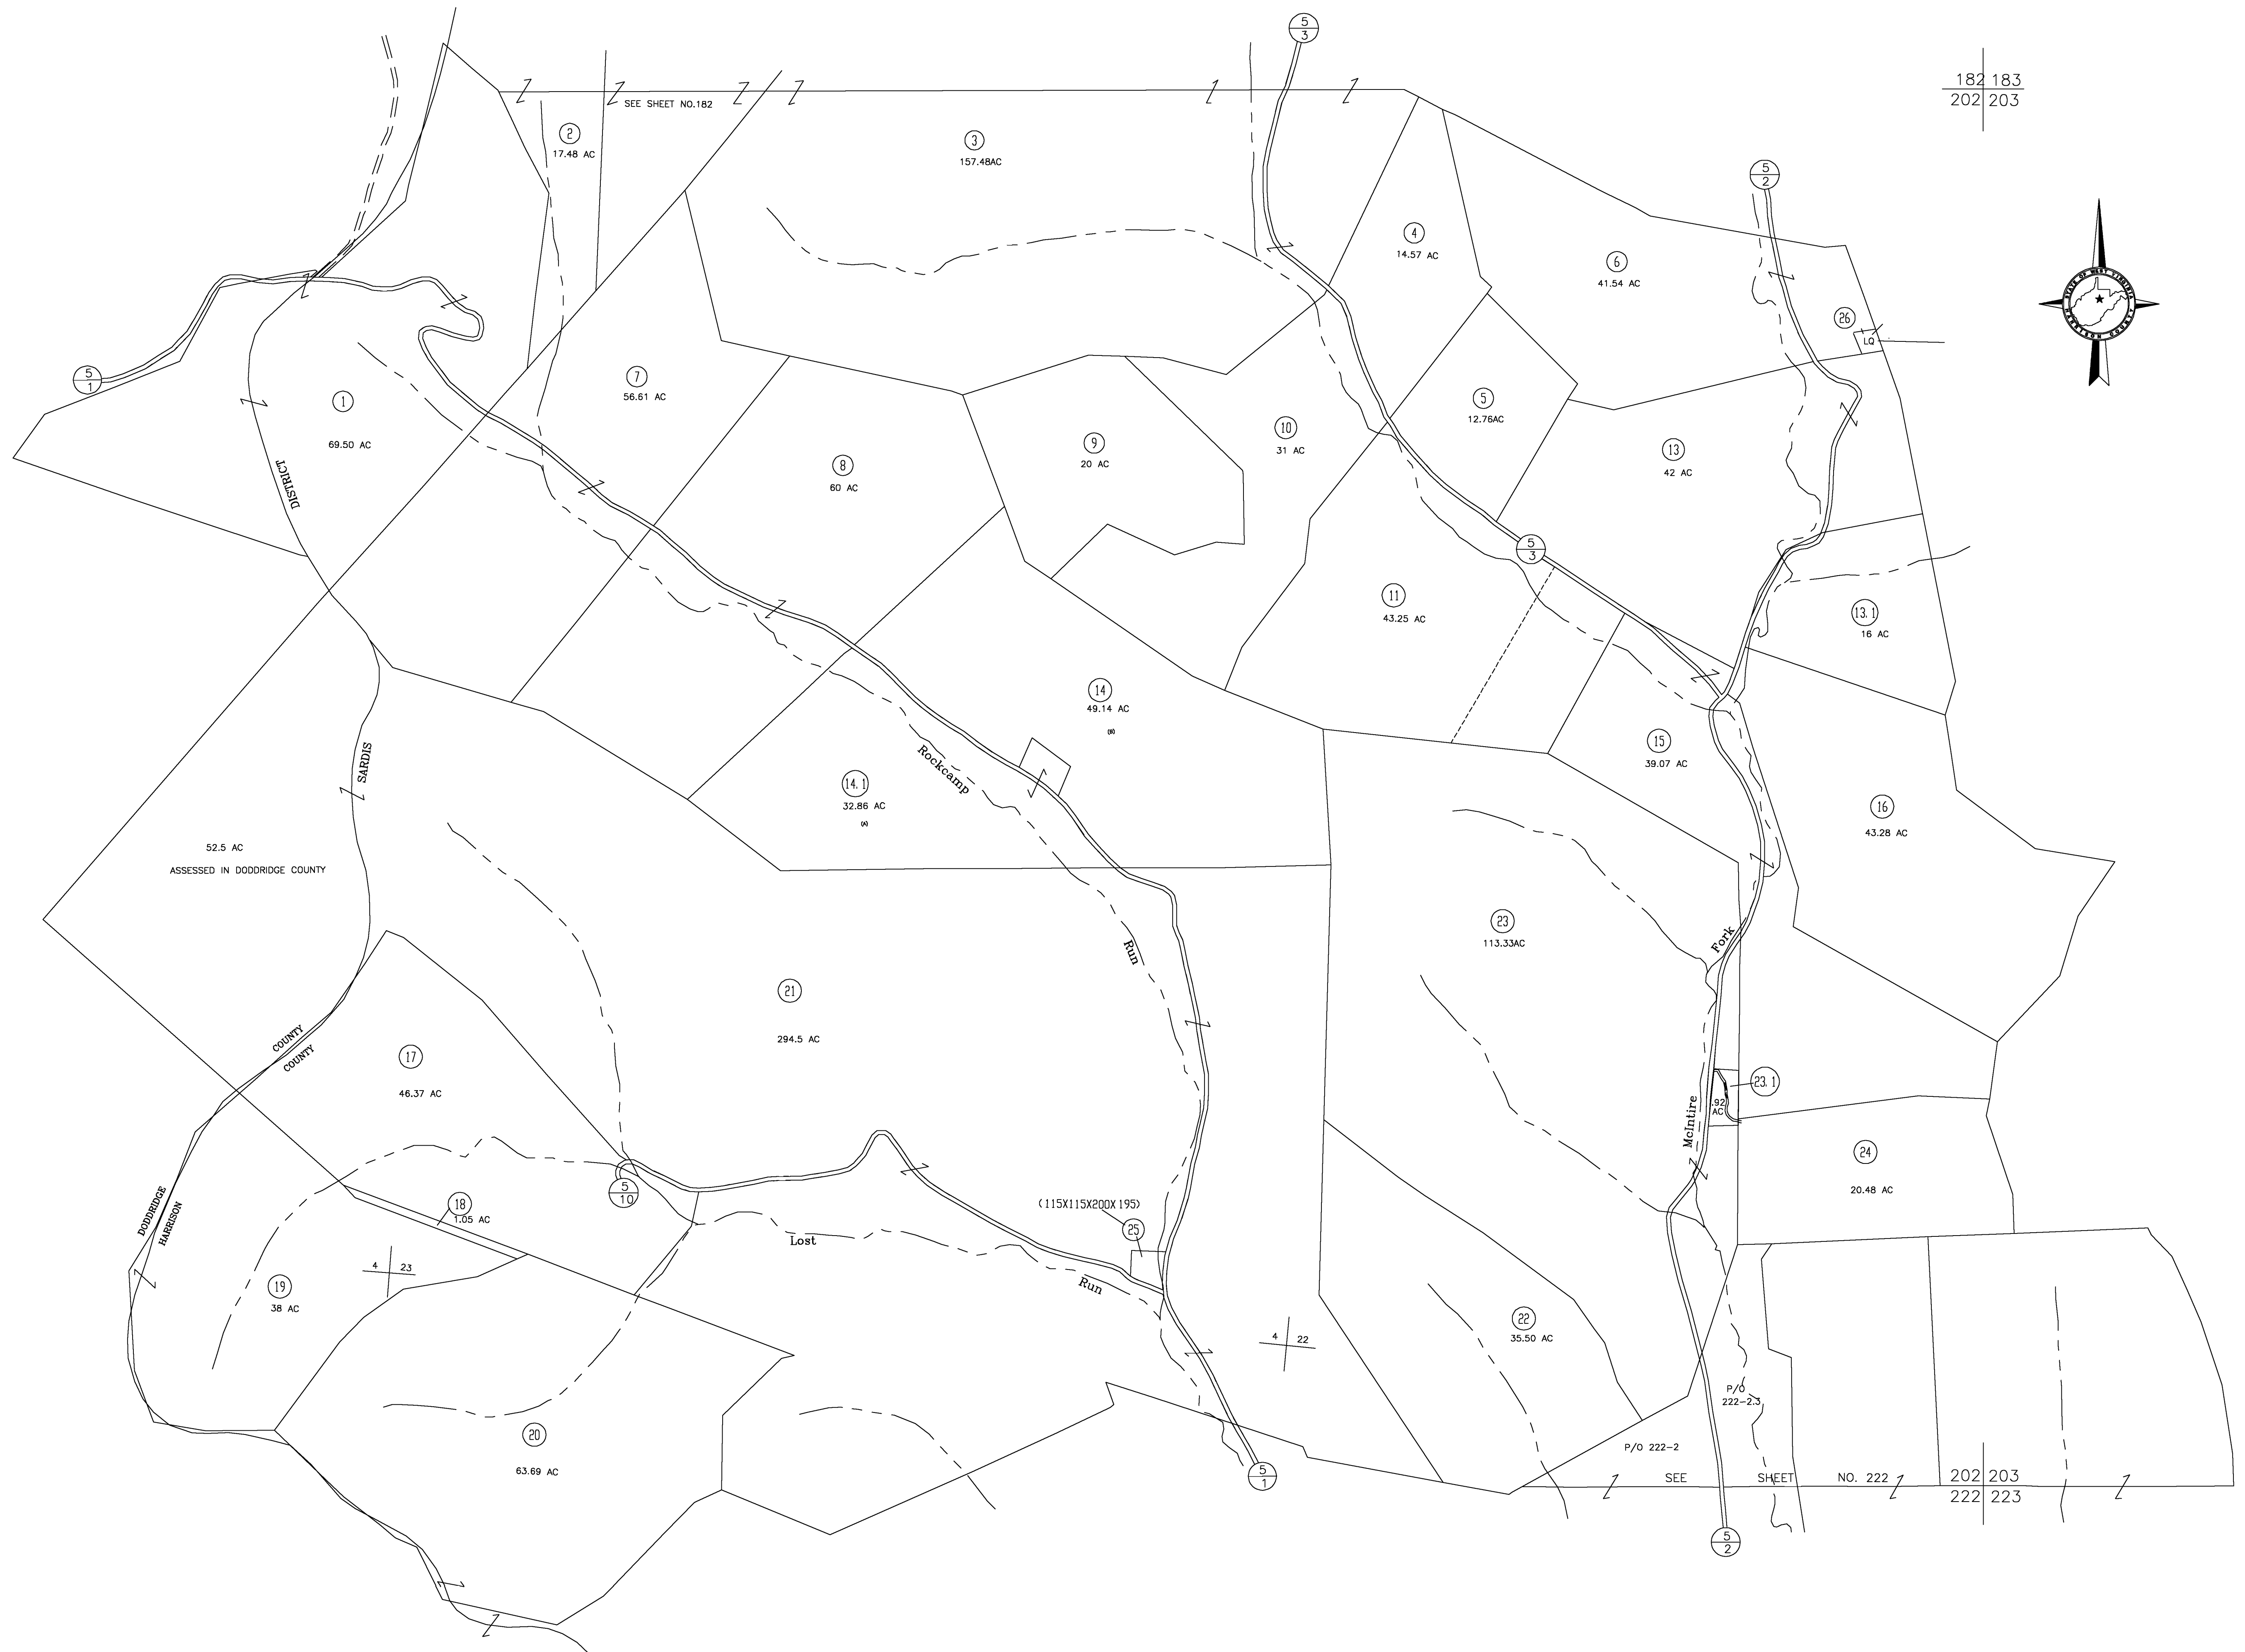 5
3
182 183
202 203
SEE SHEET NO.182
2
17.48 AC
3
157.48AC
5
2
4
14.57 AC
6
41.54 AC
STATE OF WEST VIRGINIA
HARRISON COUNTY
26
LQ
5
1
1
69.50 AC
7
56.61 AC
5
12.76AC
10
31 AC
9
20 AC
13
42 AC
8
60 AC
DISTRICT
5
3
11
43.25 AC
13.1
16 AC
14
49.14 AC
(B)
SARDIS
Rockcamp
15
39.07 AC
14.1
32.86 AC
(A)
16
43.28 AC
52.5 AC
ASSESSED IN DODDRIDGE COUNTY
23
113.33AC
Run
Fork
21
294.5 AC
COUNTY
COUNTY
17
46.37 AC
23.1
.92
AC
McIntire
24
20.48 AC
5
10
18
1.05 AC
(115X115X200X195)
25
DODDRIDGE
HARRISON
Lost
4 23
19
38 AC
Run
22
35.50 AC
4 22
P/O
222-2.3
20
63.69 AC
P/O 222-2
5
1
SEE SHEET NO. 222
202 203
222 223
5
2